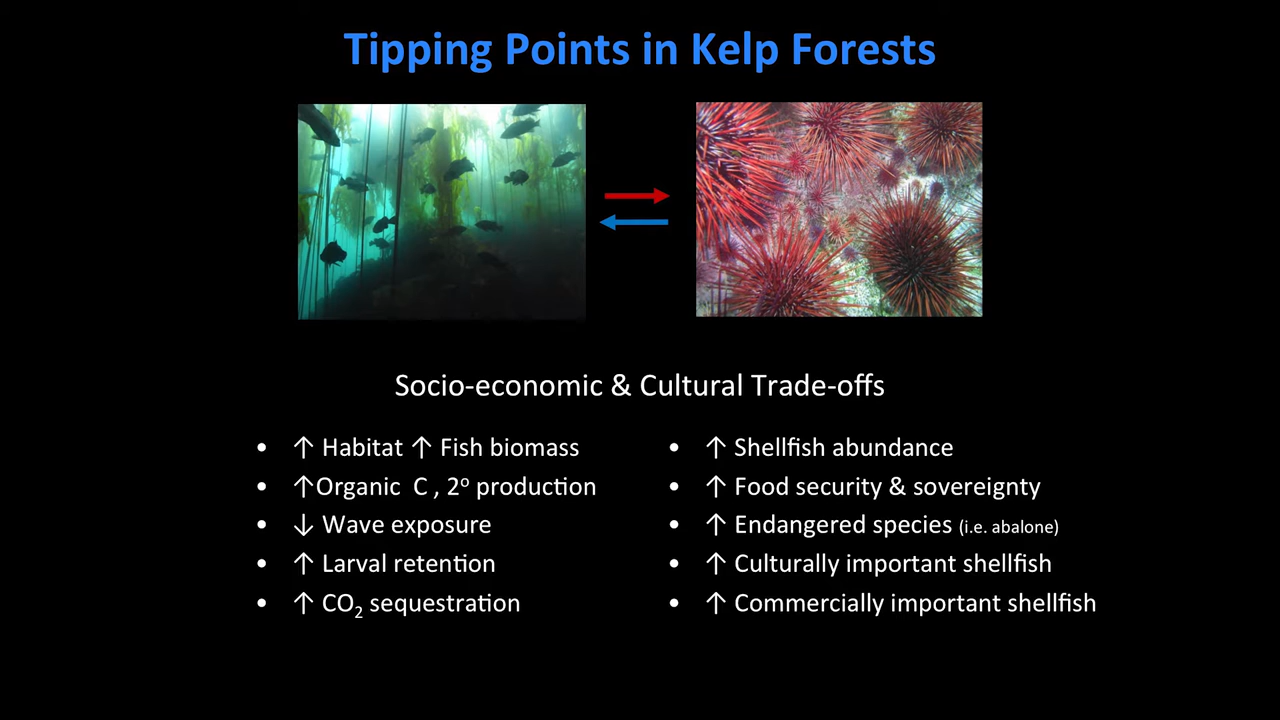 Tipping Points in Kelp Forests
Socio-economic & Cultural Trade-offs
• ↑ Habitat ↑ Fish biomass
• ↑Organic C , 2º production
• ↓ Wave exposure
• ↑ Larval retention
• ↑ CO₂ sequestration
• ↑ Shellfish abundance
• ↑ Food security & sovereignty
• ↑ Endangered species (i.e. abalone)
• ↑ Culturally important shellfish
• ↑ Commercially important shellfish